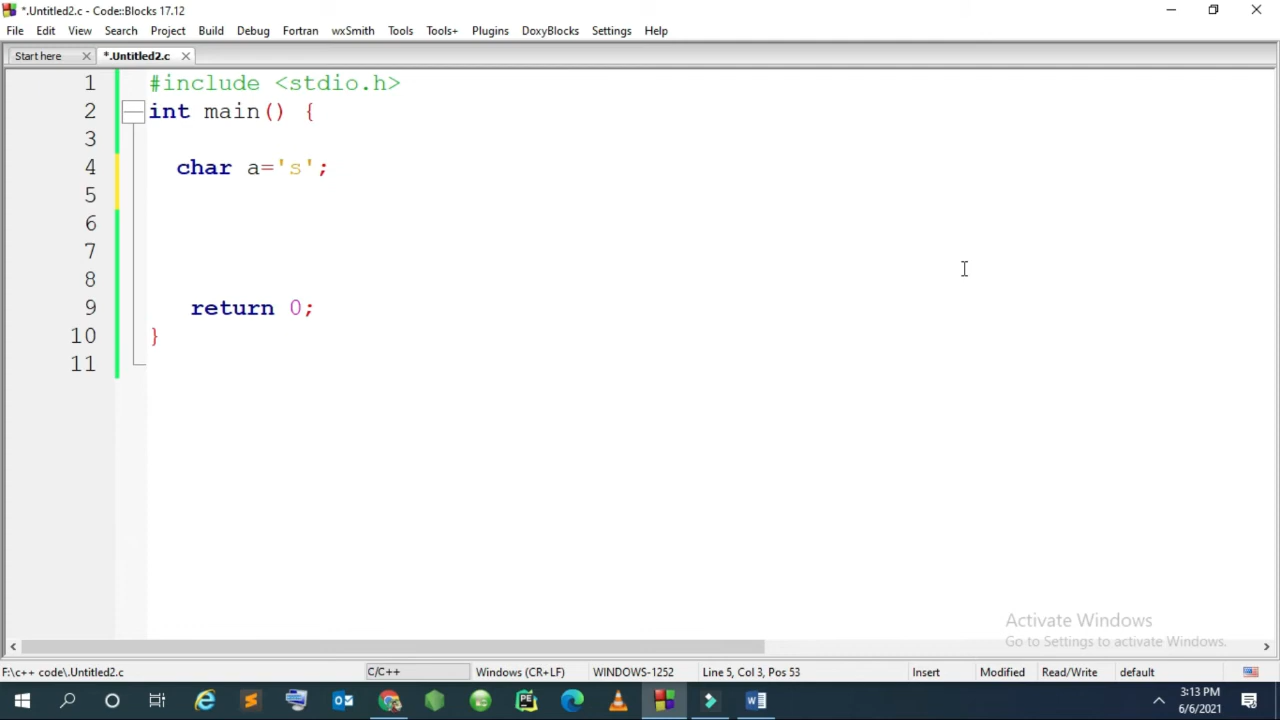 *.Untitled2.c - Code::Blocks 17.12
File Edit View Search Project Build Debug Fortran wxSmith Tools Tools+ Plugins DoxyBlocks Settings Help
Start here *.Untitled2.c
1 #include <stdio.h>
2 int main() {
3
4 char a='s';
5
6
7
8
9 return 0;
10 }
11
Activate Windows
Go to Settings to activate Windows.
F:\c++ code\.Untitled2.c C/C++ Windows (CR+LF) WINDOWS-1252 Line 5, Col 3, Pos 53 Insert Modified Read/Write default
3:13 PM
6/6/2021